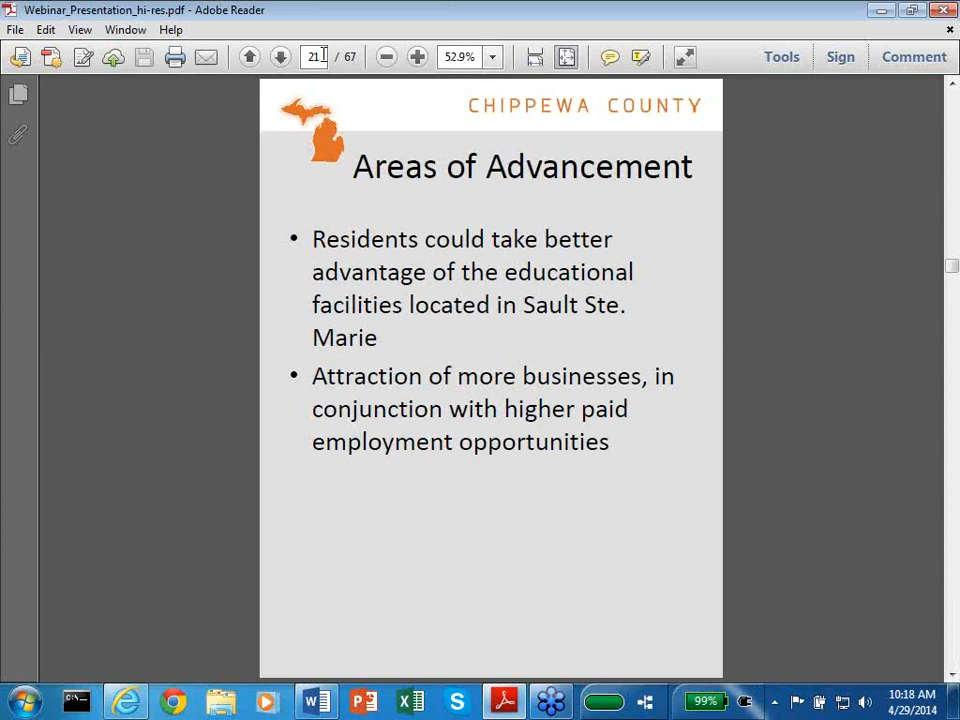 Webinar_Presentation_hi-res.pdf - Adobe Reader
File Edit View Window Help
21 / 67 52.9% Tools Sign Comment
CHIPPEWA COUNTY
Areas of Advancement
• Residents could take better
advantage of the educational
facilities located in Sault Ste.
Marie
• Attraction of more businesses, in
conjunction with higher paid
employment opportunities
99%
10:18 AM
4/29/2014